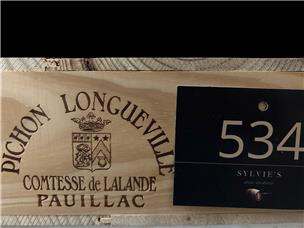 PICHON LONGUEVILLE
COMTESSE de LALANDE
PAUILLAC
534
SYLVIE'S